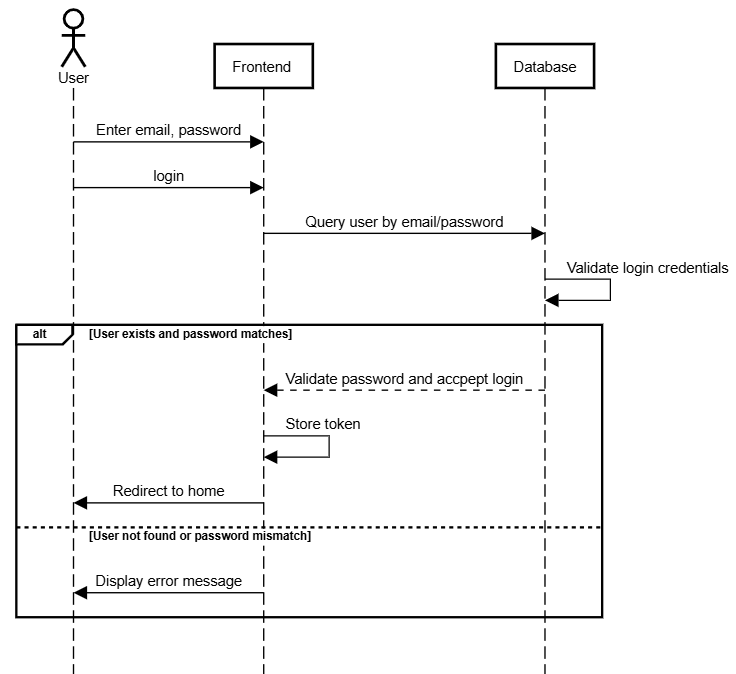 User
Frontend
Database
Enter email, password
login
Query user by email/password
Validate login credentials
alt
[User exists and password matches]
Validate password and accpept login
Store token
Redirect to home
[User not found or password mismatch]
Display error message